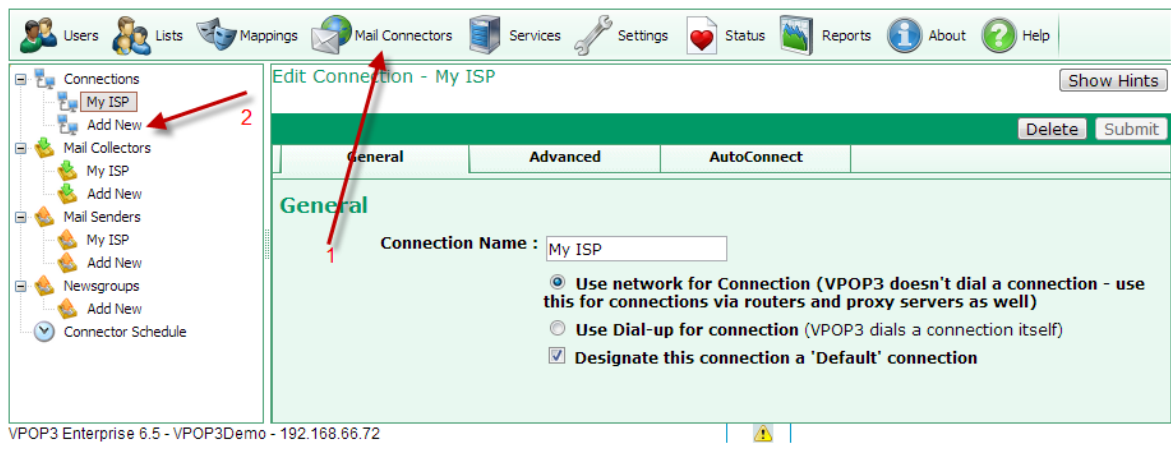 Users Lists Mappings Mail Connectors Services Settings Status Reports About Help
Connections
My ISP
Add New
2
Mail Collectors
My ISP
Add New
Mail Senders
My ISP
Add New
Newsgroups
Add New
Connector Schedule
Edit Connection - My ISP
Show Hints
Delete Submit
General Advanced AutoConnect
General
1
Connection Name : My ISP
Use network for Connection (VPOP3 doesn't dial a connection - use
this for connections via routers and proxy servers as well)
Use Dial-up for connection (VPOP3 dials a connection itself)
Designate this connection a 'Default' connection
VPOP3 Enterprise 6.5 - VPOP3Demo - 192.168.66.72